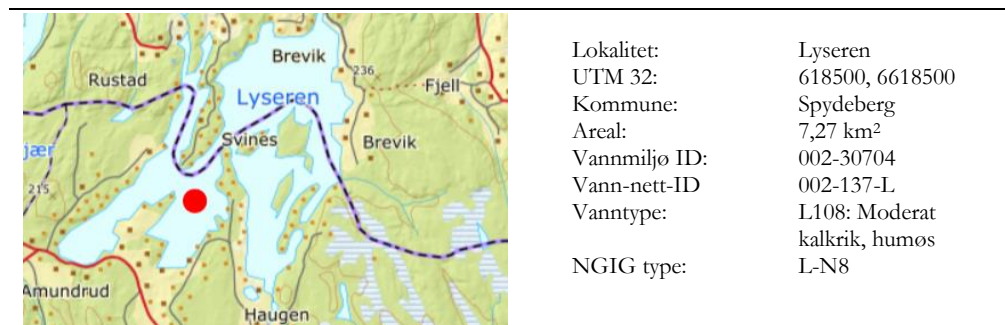 Brevik
Rustad
236
Fjell
Lyseren
Svines
Brevik
jær
215
Amundrud
Haugen
Lokalitet: Lyseren
UTM 32: 618500, 6618500
Kommune: Spydeberg
Areal: 7,27 km²
Vannmiljø ID: 002-30704
Vann-nett-ID 002-137-L
Vanntype: L108: Moderat
kalkrik, humøs
NGIG type: L-N8